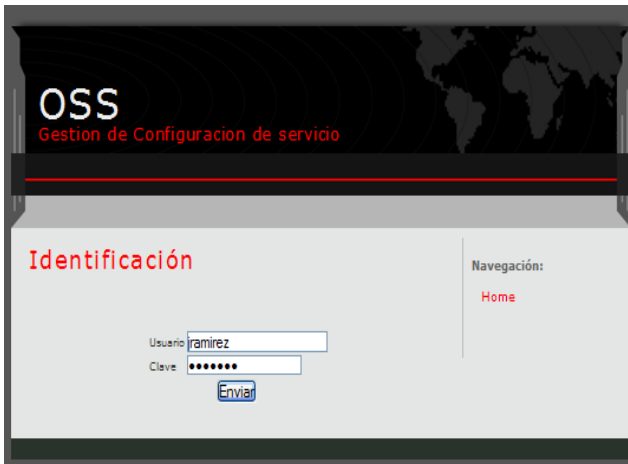 OSS
Gestion de Configuracion de servicio
Identificación
Navegación:
Home
Usuario jramirez
Clave •••••••
Enviar